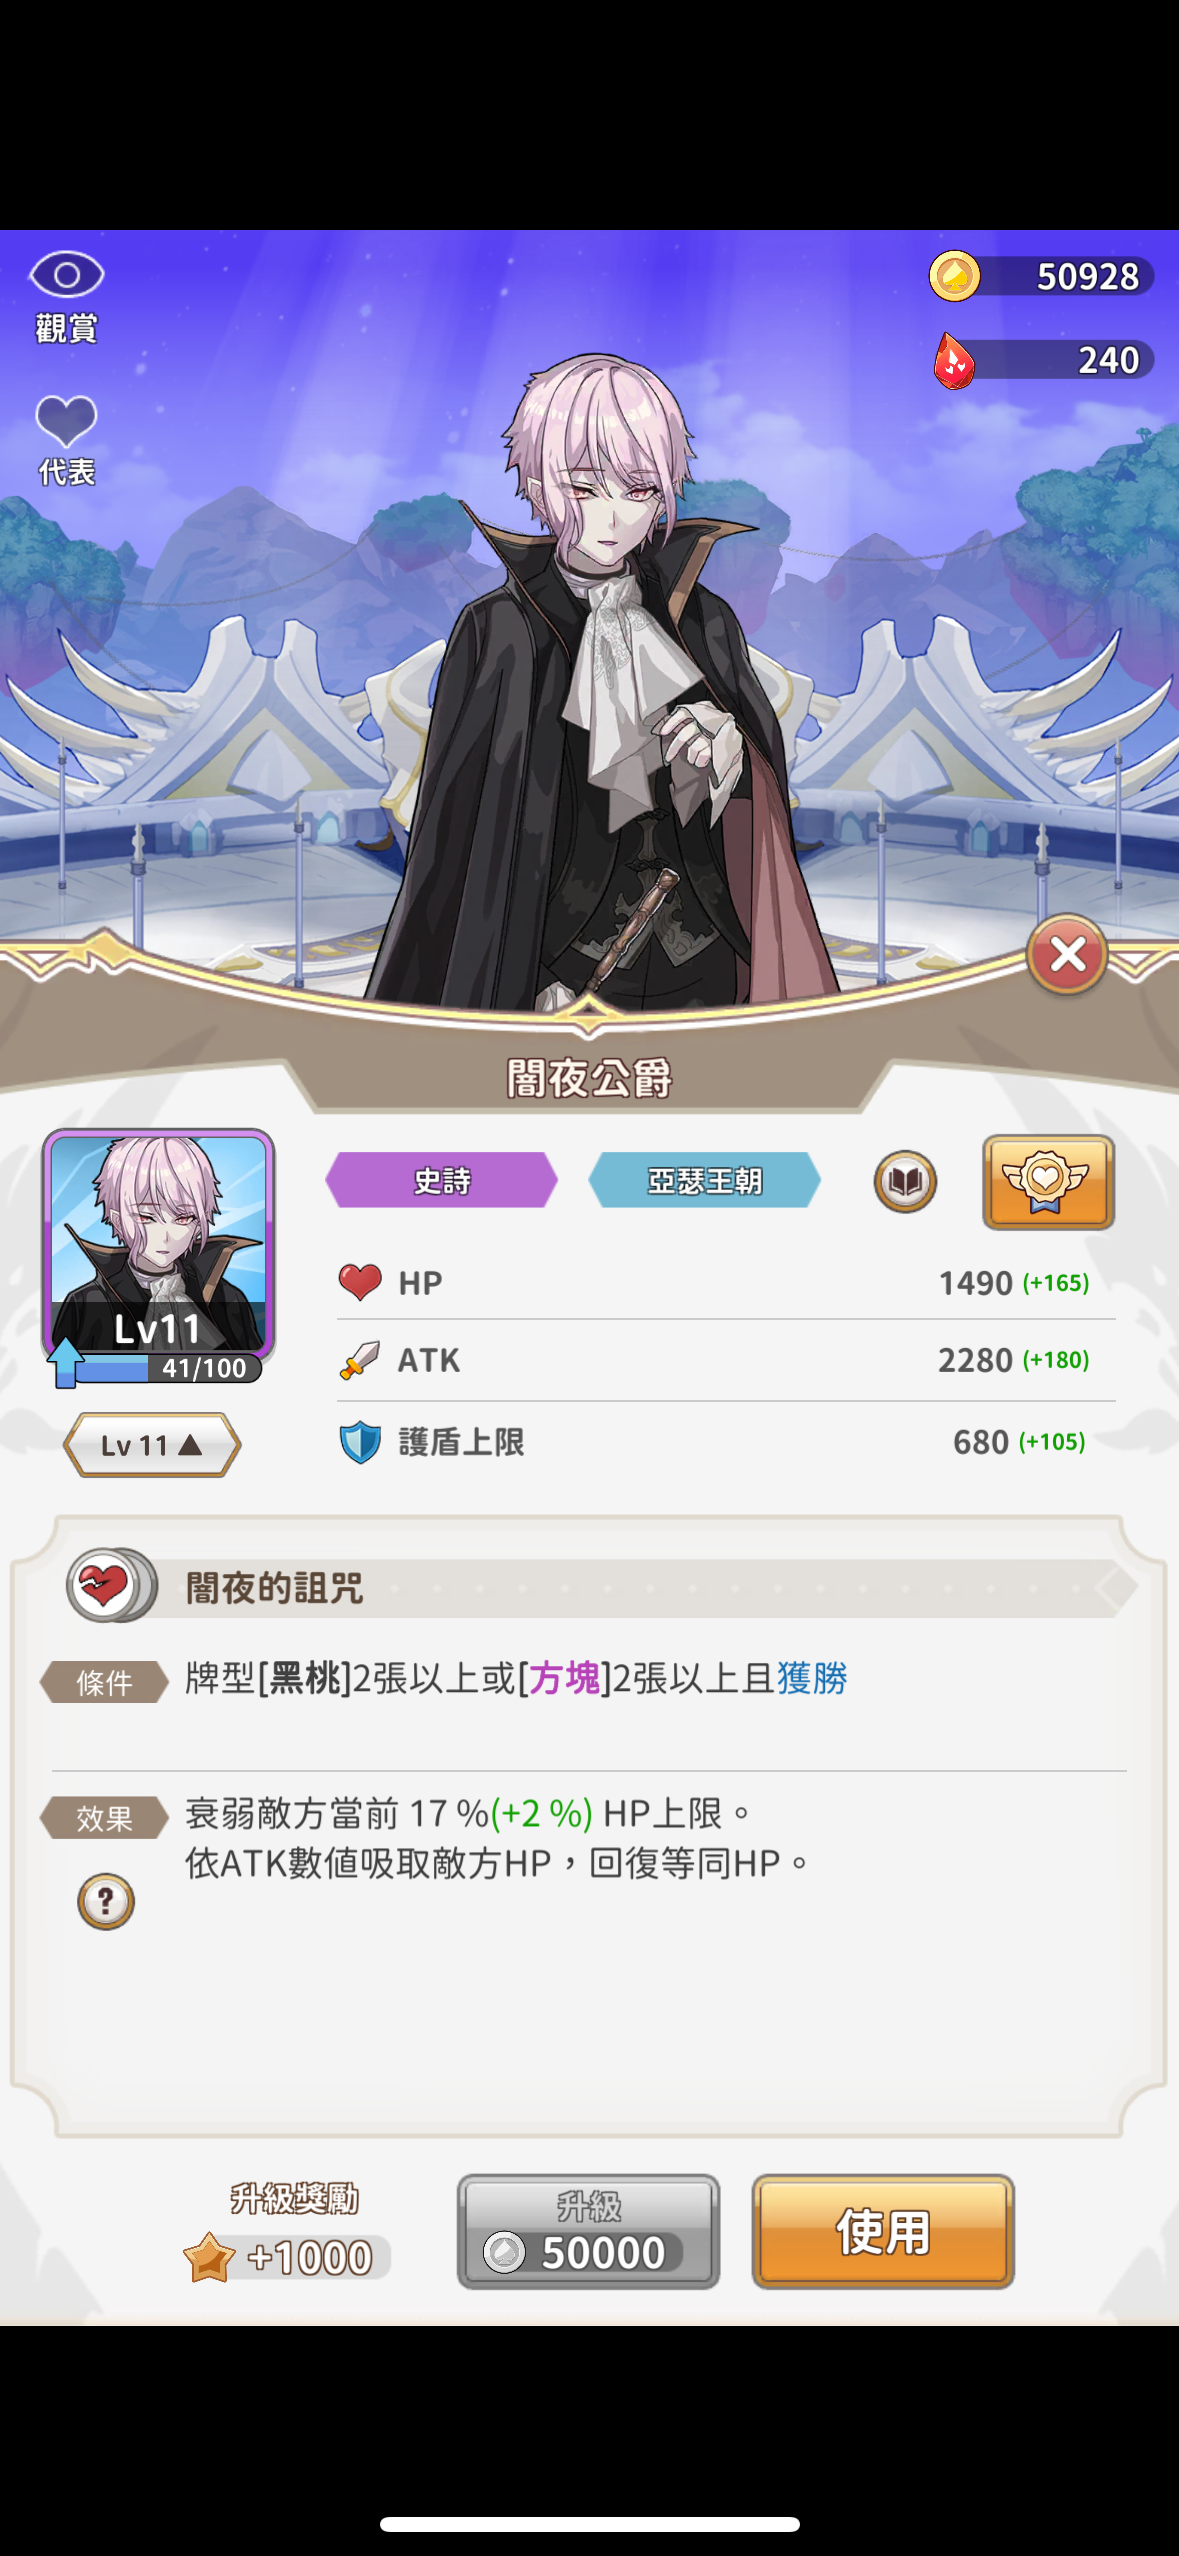 觀賞
50928
240
代表
闇夜公爵
史詩
亞瑟王朝
Lv11
41/100
Lv 11 ▲
HP
1490 (+165)
ATK
2280 (+180)
護盾上限
680 (+105)
闇夜的詛咒
條件
牌型[黑桃]2張以上或[方塊]2張以上且獲勝
效果
衰弱敵方當前 17 %(+2 %) HP上限。
依ATK數值吸取敵方HP，回復等同HP。
?
升級獎勵
+1000
升級
50000
使用